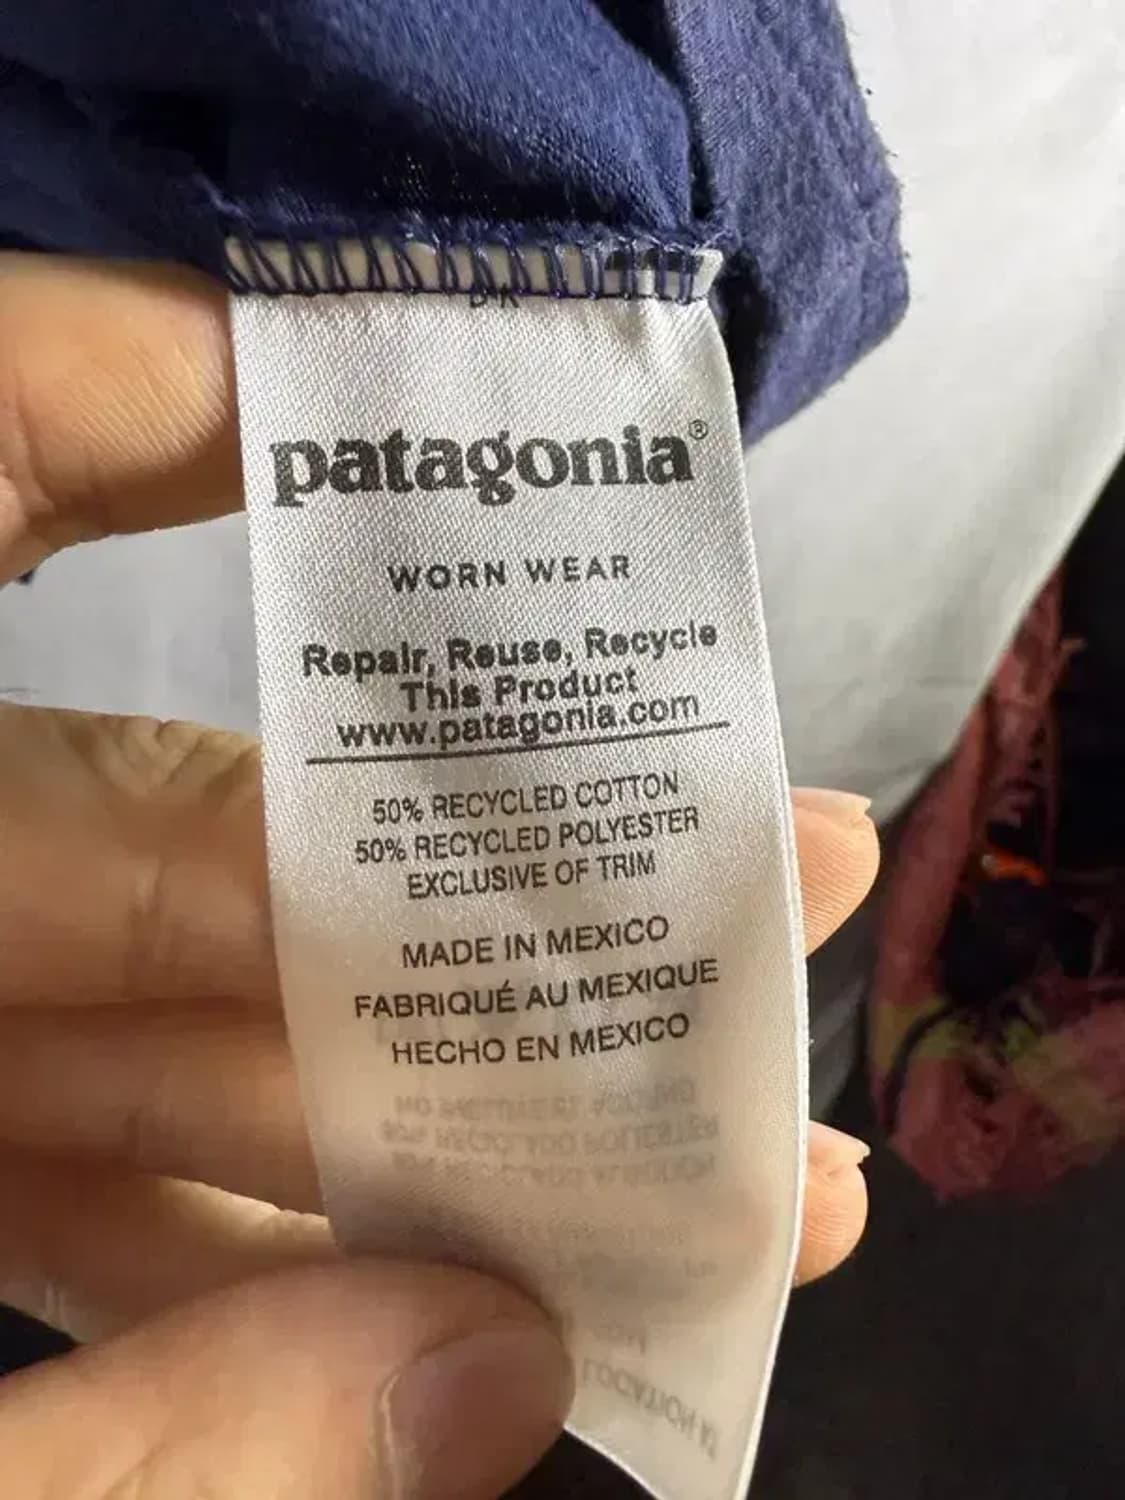 patagonia®
WORN WEAR
Repair, Reuse, Recycle
This Product
www.patagonia.com
50% RECYCLED COTTON
50% RECYCLED POLYESTER
EXCLUSIVE OF TRIM
MADE IN MEXICO
FABRIQUÉ AU MEXIQUE
HECHO EN MEXICO